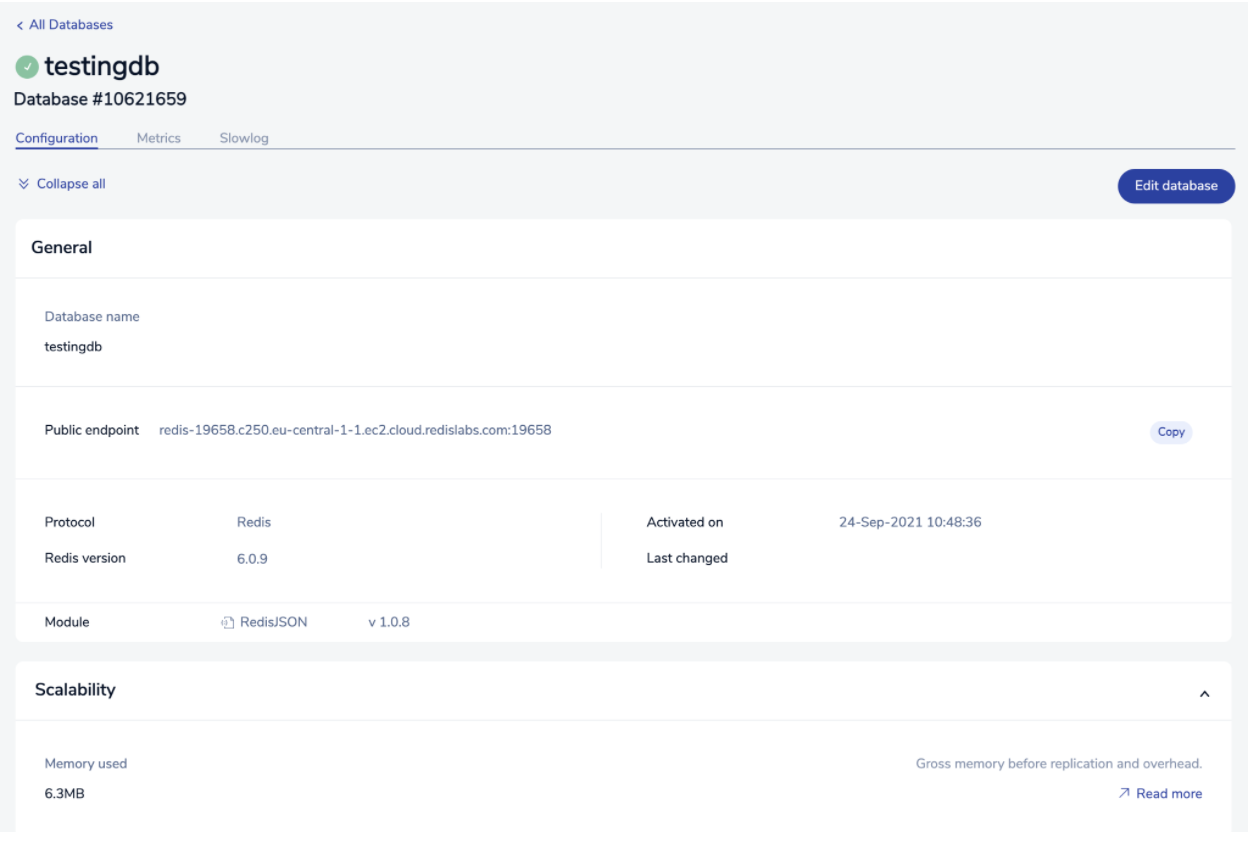 All Databases
testingdb
Database #10621659
Configuration Metrics Slowlog
Collapse all Edit database
General
Database name
testingdb
Public endpoint redis-19658.c250.eu-central-1-1.ec2.cloud.redislabs.com:19658 Copy
Protocol Redis Activated on 24-Sep-2021 10:48:36
Redis version 6.0.9 Last changed
Module RedisJSON v 1.0.8
Scalability
Memory used Gross memory before replication and overhead.
6.3MB Read more